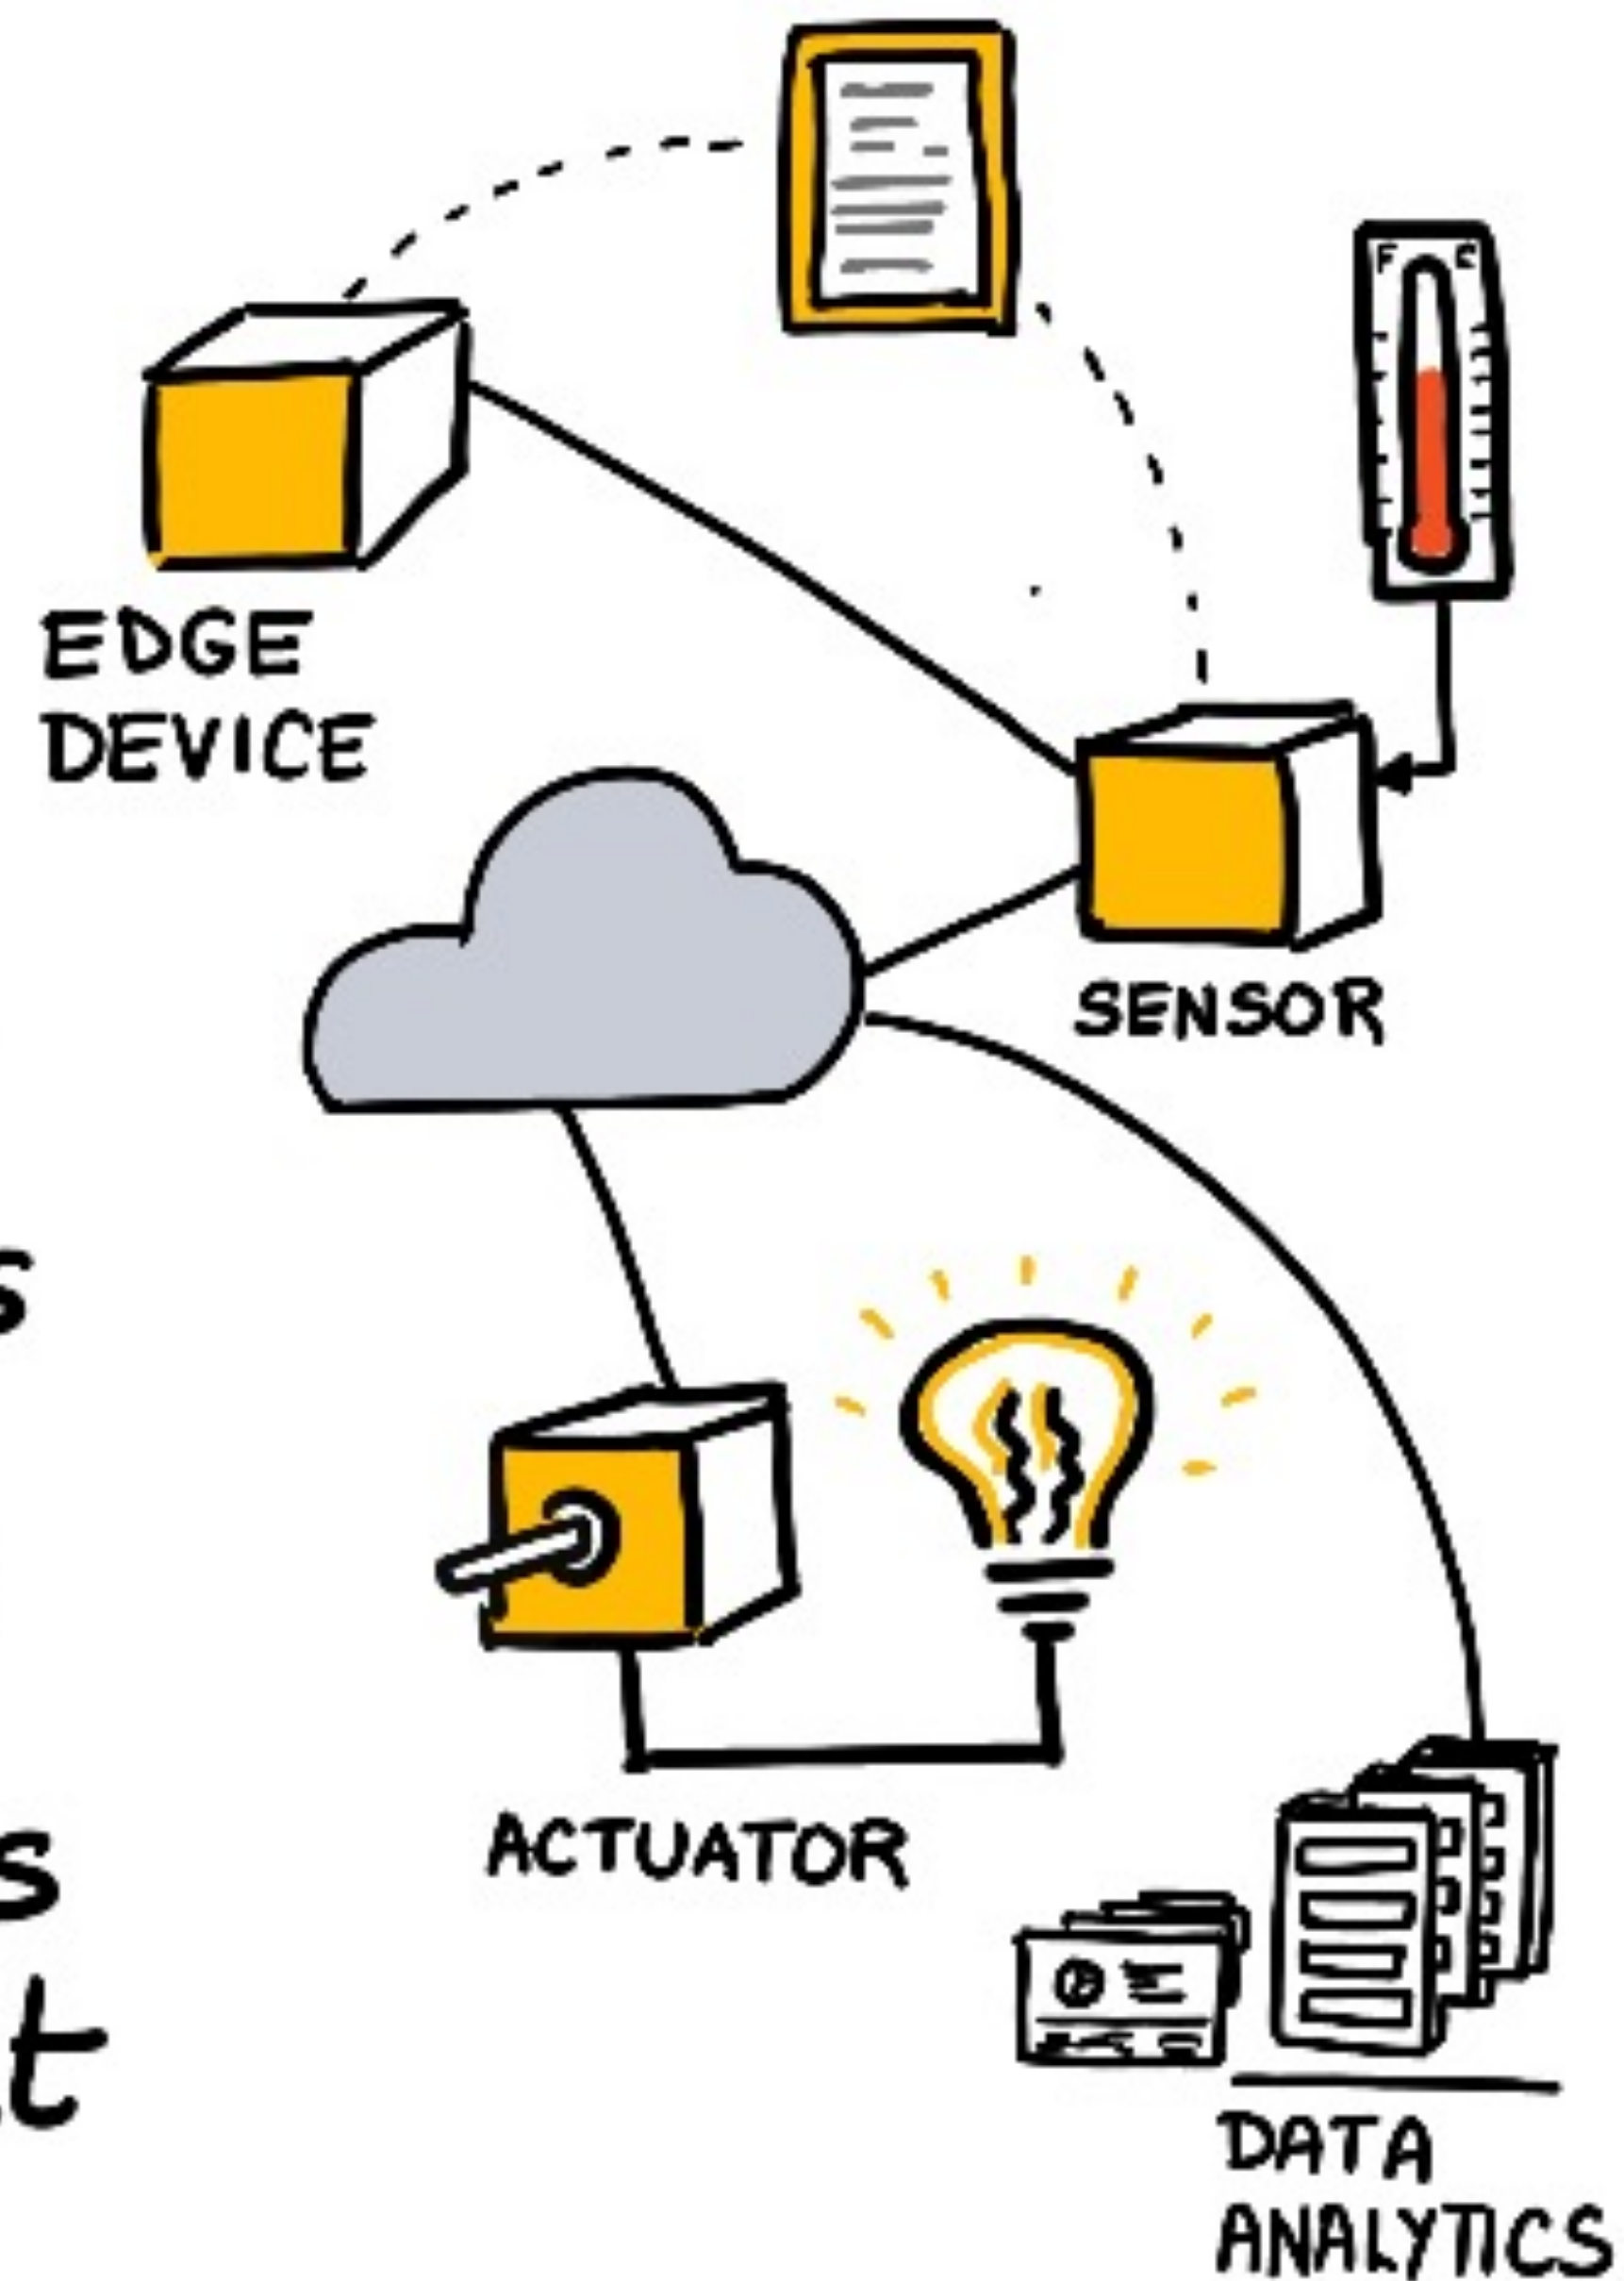 F C
EDGE
DEVICE
SENSOR
s
ACTUATOR
s
t
DATA
ANALYTICS